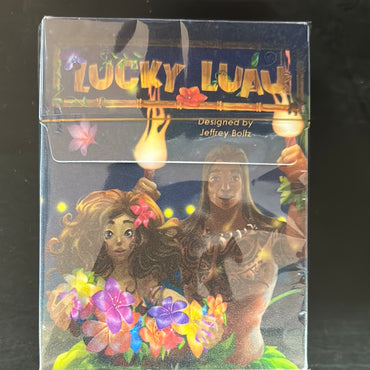 LUCKY LUAU
Designed by
Jeffrey Boltz